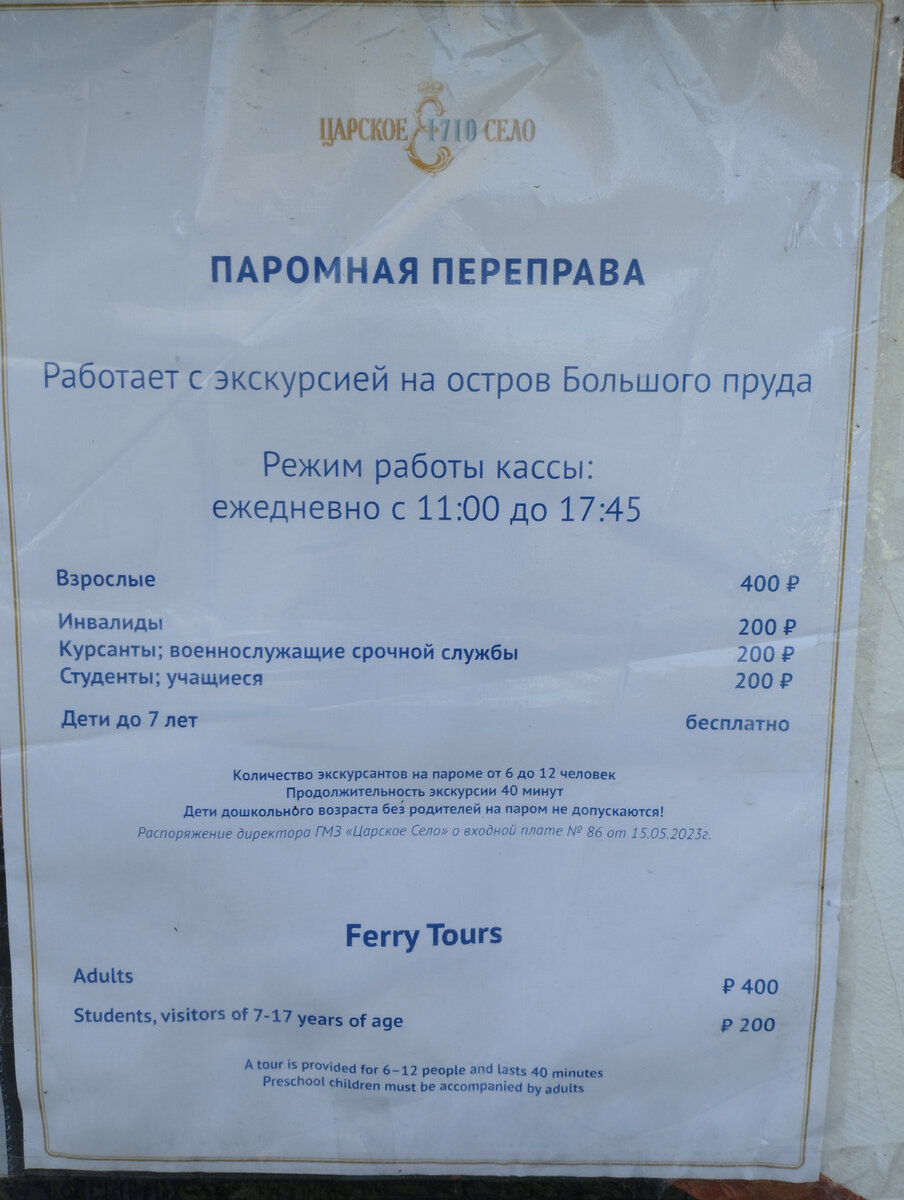 ЦАРСКОЕ 1710 СЕЛО
ПАРОМНАЯ ПЕРЕПРАВА
Работает с экскурсией на остров Большого пруда
Режим работы кассы:
ежедневно с 11:00 до 17:45
Взрослые 400 ₽
Инвалиды 200 ₽
Курсанты; военнослужащие срочной службы 200 ₽
Студенты; учащиеся 200 ₽
Дети до 7 лет бесплатно
Количество экскурсантов на пароме от 6 до 12 человек
Продолжительность экскурсии 40 минут
Дети дошкольного возраста без родителей на паром не допускаются!
Распоряжение директора ГМЗ «Царское Село» о входной плате № 86 от 15.05.2023г.
Ferry Tours
Adults ₽ 400
Students, visitors of 7-17 years of age ₽ 200
A tour is provided for 6–12 people and lasts 40 minutes
Preschool children must be accompanied by adults